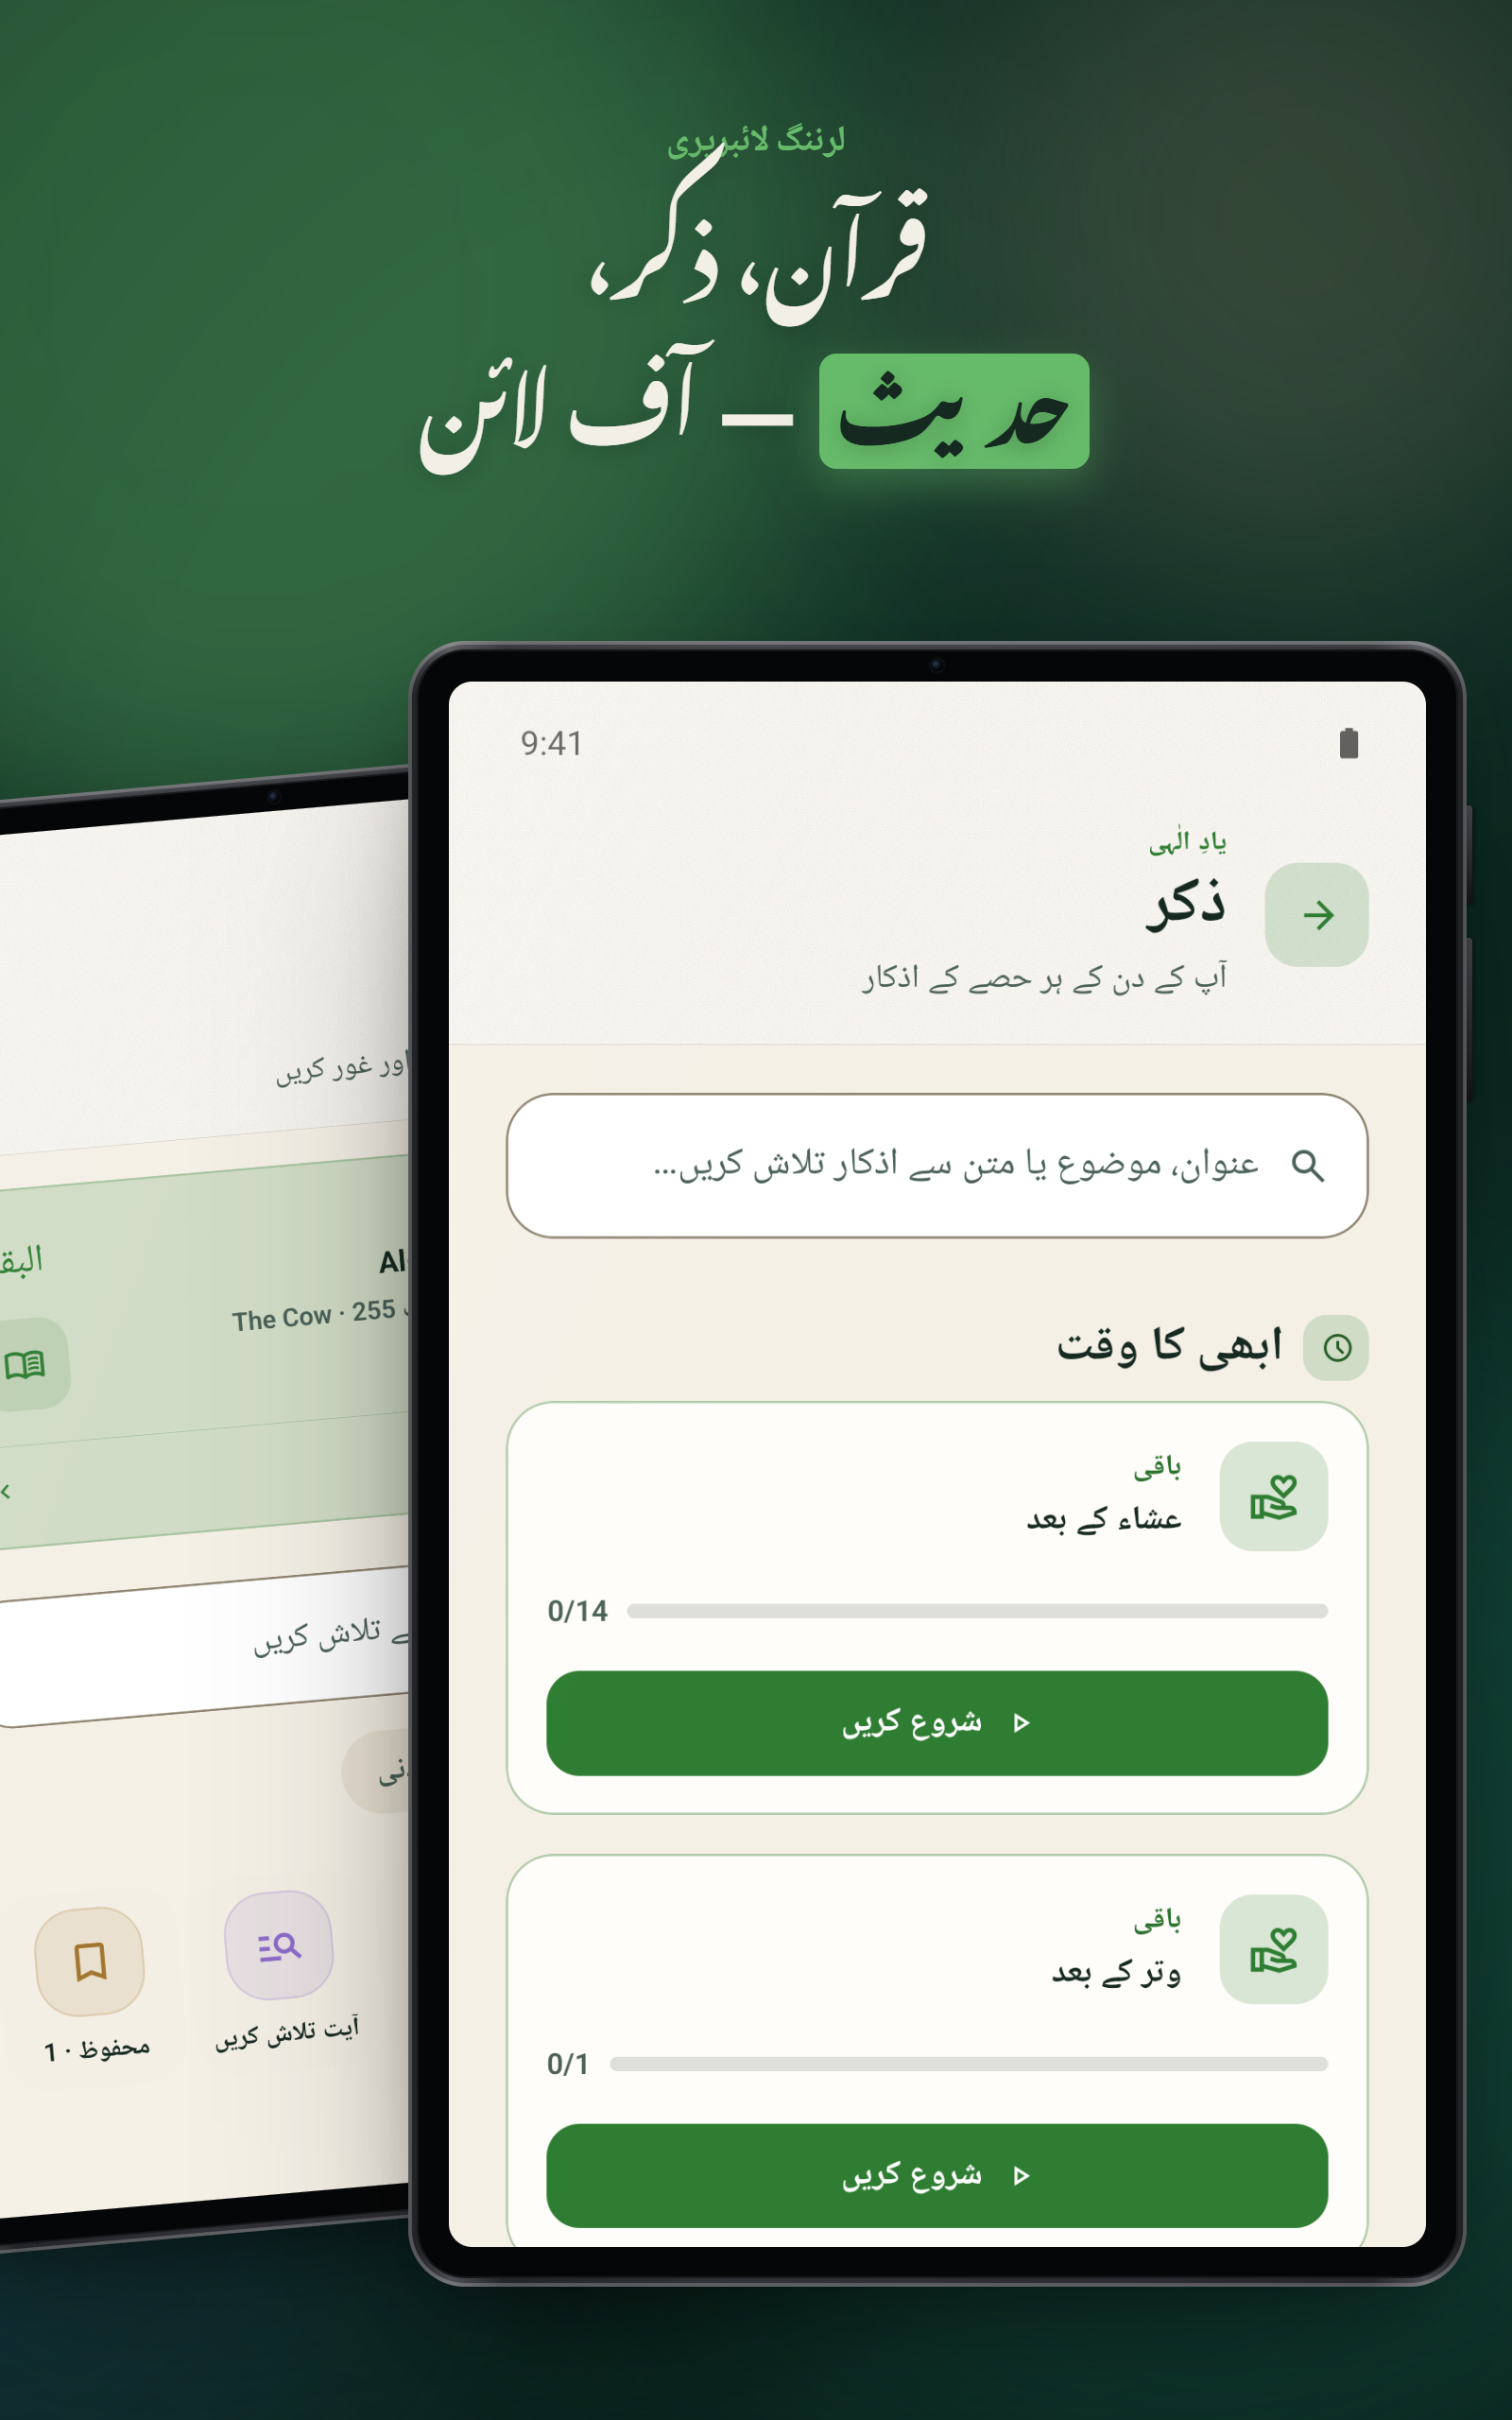 لرننگ لائبریری
قرآن، ذکر،
حدیث — آف لائن
9:41
یادِ الٰہی
ذکر
آپ کے دن کے ہر حصے کے اذکار
عنوان، موضوع یا متن سے اذکار تلاش کریں...
ابھی کا وقت
باقی
عشاء کے بعد
0/14
شروع کریں
باقی
وتر کے بعد
0/1
شروع کریں
اور غور کریں
The Cow · 255
تلاش کریں
آیت تلاش کریں
محفوظ · 1